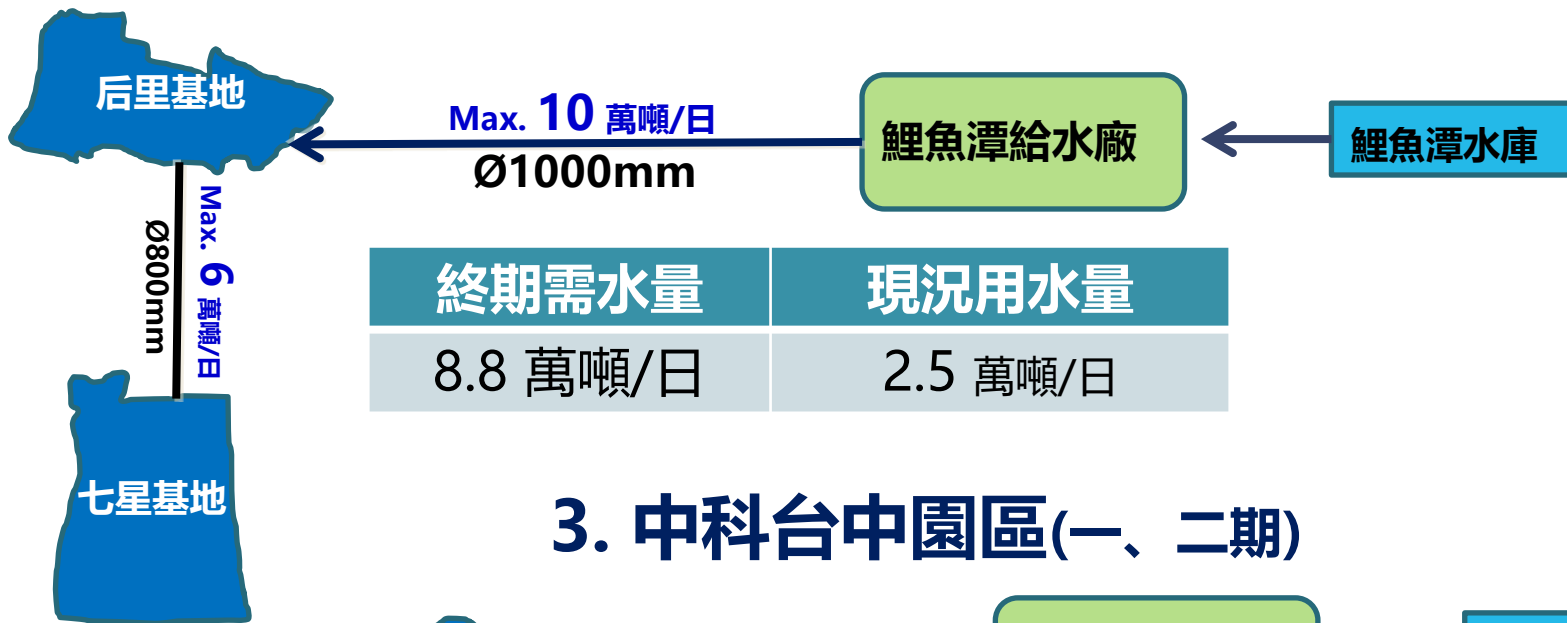 后里基地
Max. 10 萬噸/日
Ø1000mm
鯉魚潭給水廠
鯉魚潭水庫
Max. 6 萬噸/日
Ø800mm
終期需水量 現況用水量
8.8 萬噸/日 2.5 萬噸/日
七星基地
3. 中科台中園區(一、二期)